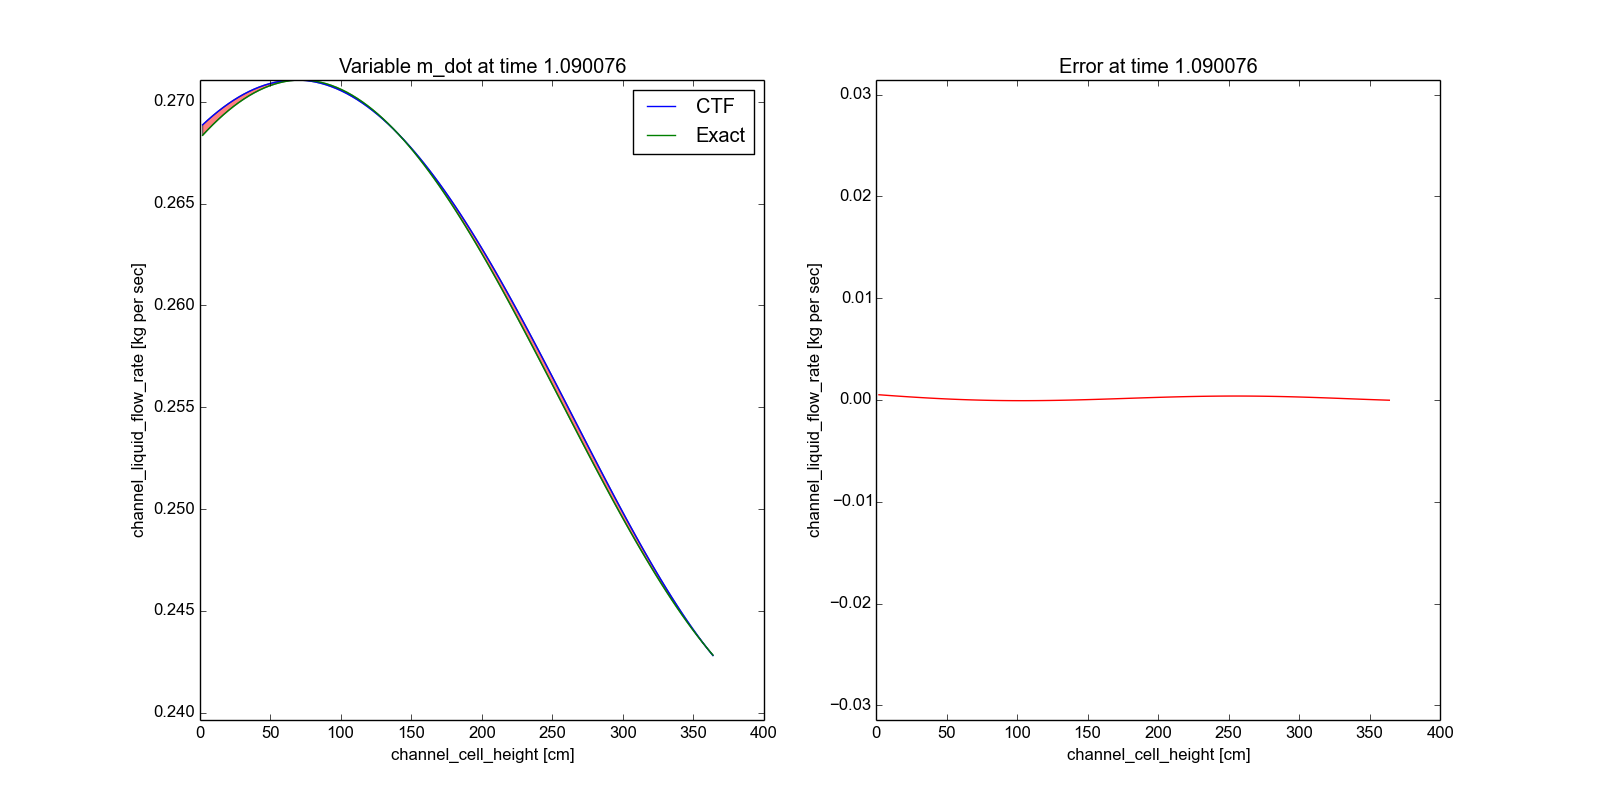 Variable m_dot at time 1.090076
0.270
0.265
0.260
0.255
0.250
0.245
0.240
channel_liquid_flow_rate [kg per sec]
0 50 100 150 200 250 300 350 400
channel_cell_height [cm]
CTF
Exact
Error at time 1.090076
0.03
0.02
0.01
0.00
−0.01
−0.02
−0.03
channel_liquid_flow_rate [kg per sec]
0 50 100 150 200 250 300 350 400
channel_cell_height [cm]